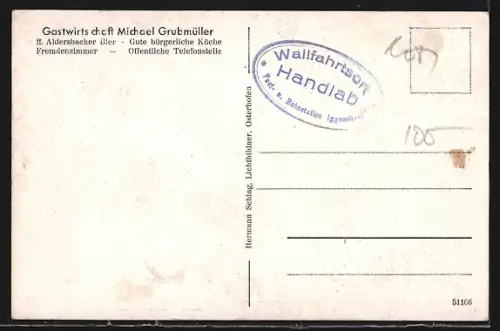 Gastwirtschaft Michael Grubmüller
ff. Aldersbacher Biler - Gute bürgerliche Küche
Fremdenzimmer — Öffentliche Telefonstelle
Wallfahrtsort
Handlab
Post- u. Bahnstation Iggensbach
Hermann Schlag, Lichtbildner, Osterhofen
105
51106